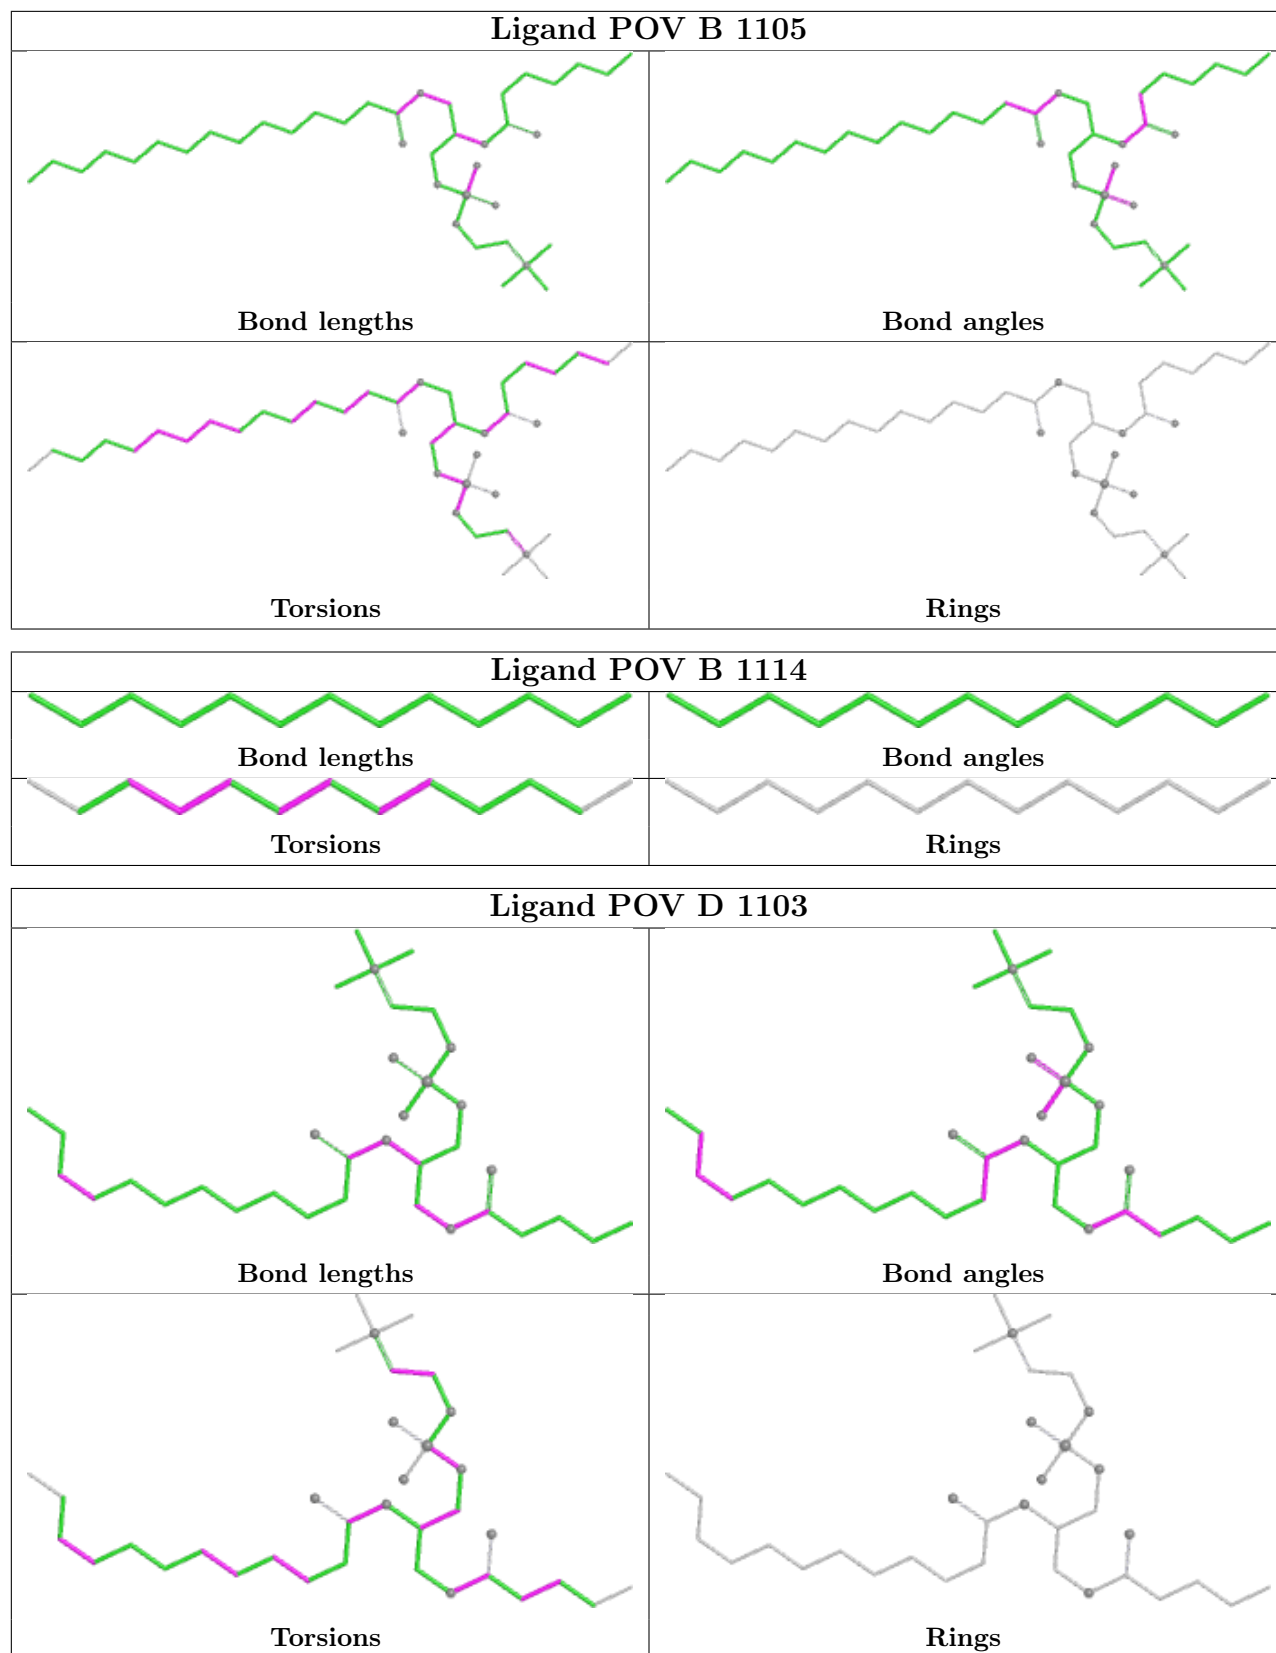 Ligand POV B 1105
Bond lengths
Bond angles
Torsions
Rings
Ligand POV B 1114
Bond lengths
Bond angles
Torsions
Rings
Ligand POV D 1103
Bond lengths
Bond angles
Torsions
Rings